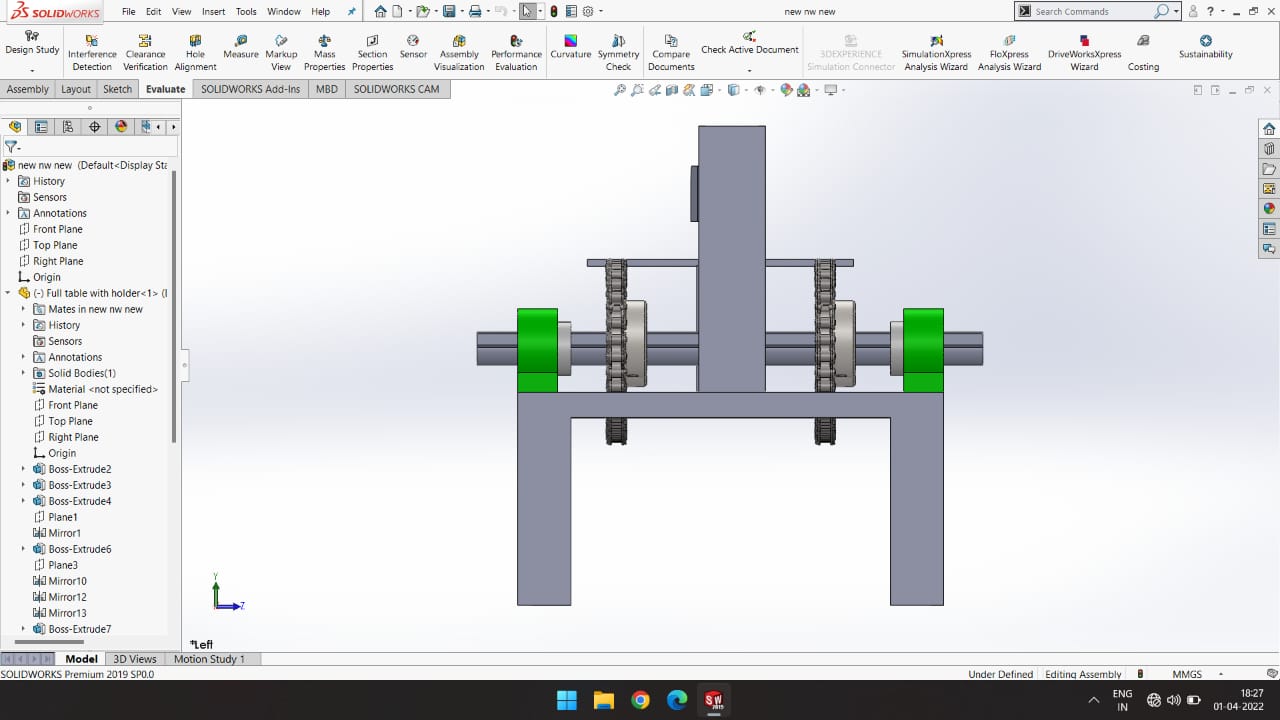 SOLIDWORKS
File Edit View Insert Tools Window Help
new nw new
Search Commands
Design Study
Interference Detection
Clearance Verification
Hole Alignment
Measure
Markup View
Mass Properties
Section Properties
Sensor
Assembly Visualization
Performance Evaluation
Curvature
Symmetry Check
Compare Documents
Check Active Document
3DEXPERIENCE Simulation Connector
SimulationXpress Analysis Wizard
FloXpress Analysis Wizard
DriveWorksXpress Wizard
Costing
Sustainability
Assembly Layout Sketch Evaluate SOLIDWORKS Add-Ins MBD SOLIDWORKS CAM
new nw new (Default<Display Sta
History
Sensors
Annotations
Front Plane
Top Plane
Right Plane
Origin
(-) Full table with holder<1> (
Mates in new nw new
History
Sensors
Annotations
Solid Bodies(1)
Material <not specified>
Front Plane
Top Plane
Right Plane
Origin
Boss-Extrude2
Boss-Extrude3
Boss-Extrude4
Plane1
Mirror1
Boss-Extrude6
Plane3
Mirror10
Mirror12
Mirror13
Boss-Extrude7
Y
Z
*Left
Model 3D Views Motion Study 1
SOLIDWORKS Premium 2019 SP0.0
Under Defined Editing Assembly MMGS
ENG
IN
18:27
01-04-2022